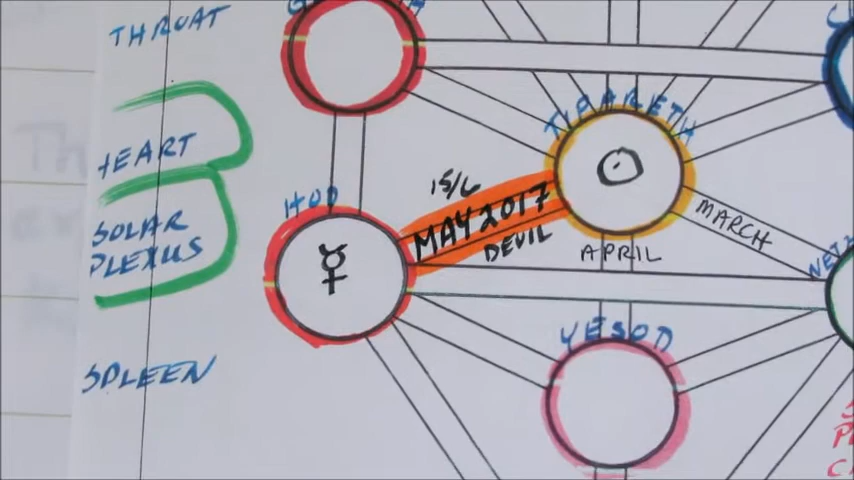 THROAT
HEART
SOLAR
PLEXUS
SPLEEN
HOD
TIPARETH
15/6
MAY 2017
DEVIL
MARCH
APRIL
YESOD